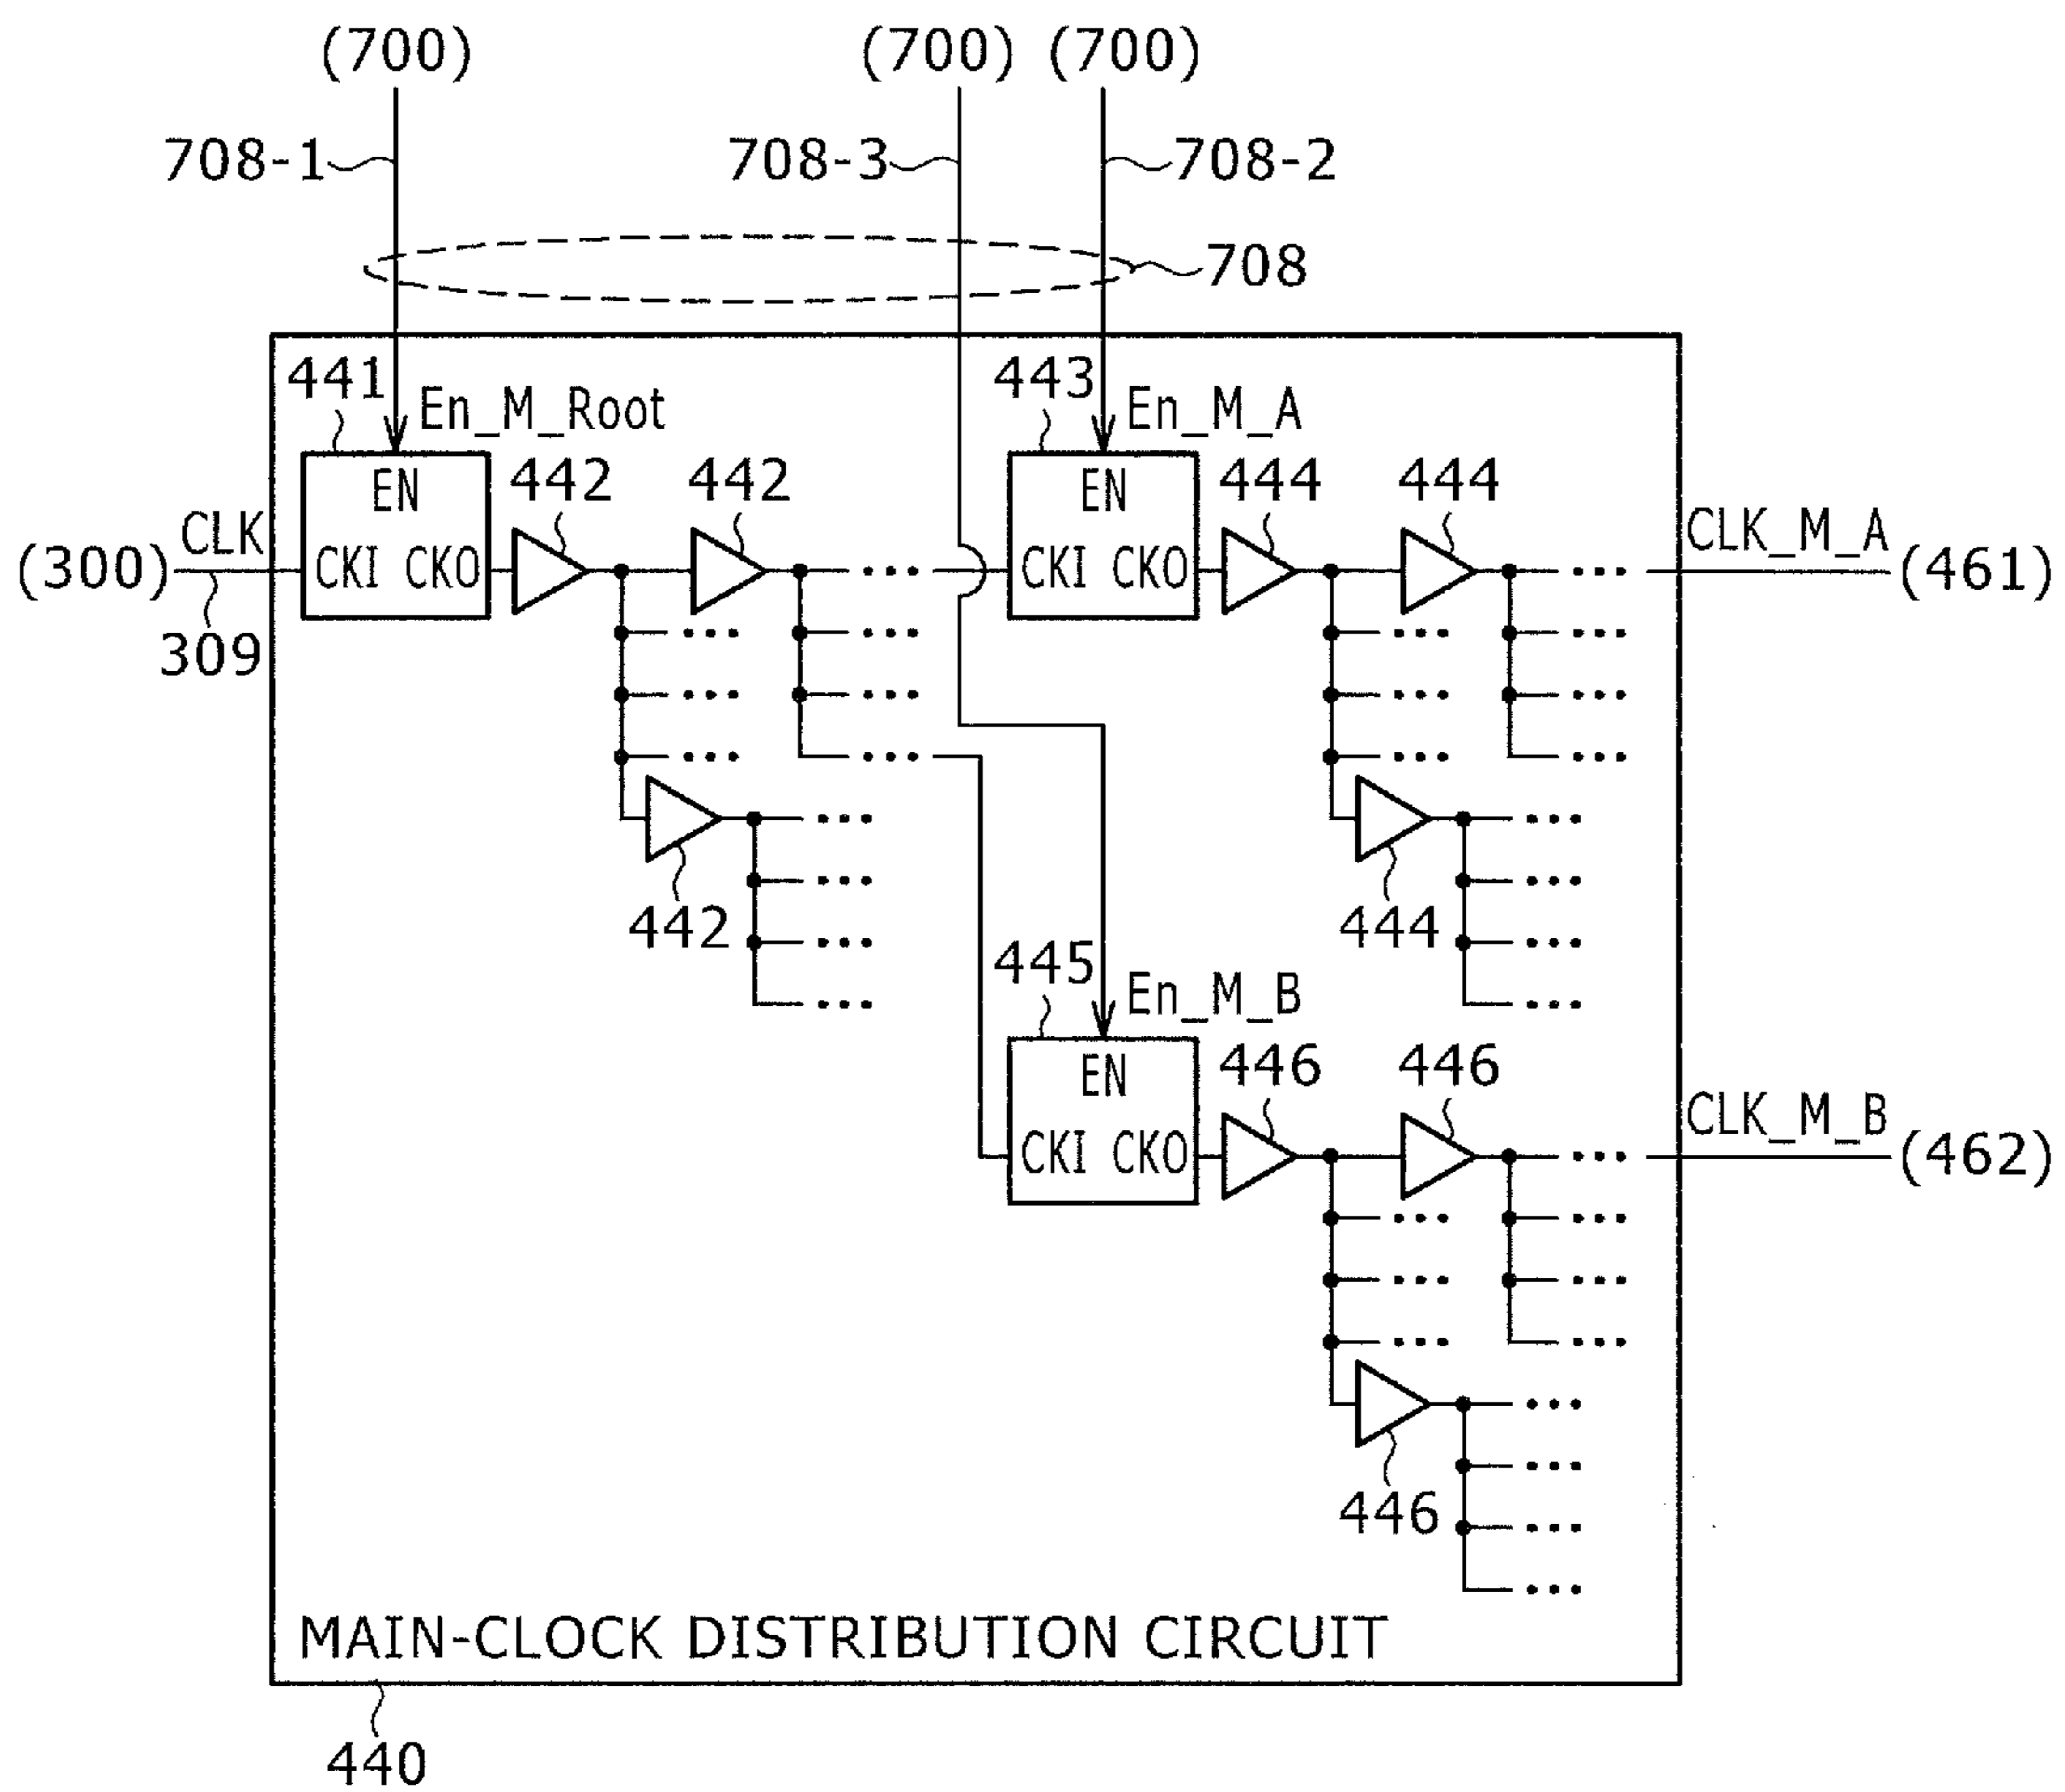 (700) (700) (700)
708-1 708-3 708-2
708
441 En_M_Root 443 En_M_A
EN 442 442 EN 444 444
CLK CLK_M_A
(300) CKI CKO ... CKI CKO ... (461)
309 ... ... ... ...
... ... ... ...
... ... ... ...
... ...
... ...
442 ... 444 ...
445 En_M_B
... ...
EN 446 446
CLK_M_B
CKI CKO ... (462)
... ...
... ...
... ...
...
...
446 ...
...
MAIN-CLOCK DISTRIBUTION CIRCUIT
440